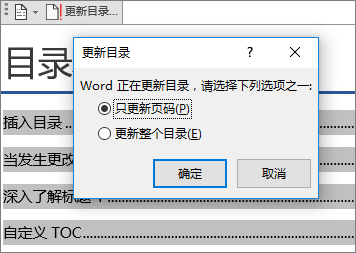 更新目录...
目录
更新目录
?
Word 正在更新目录，请选择下列选项之一:
只更新页码(P)
更新整个目录(E)
确定
取消
插入目录
当发生更改
深入了解标题
自定义 TOC